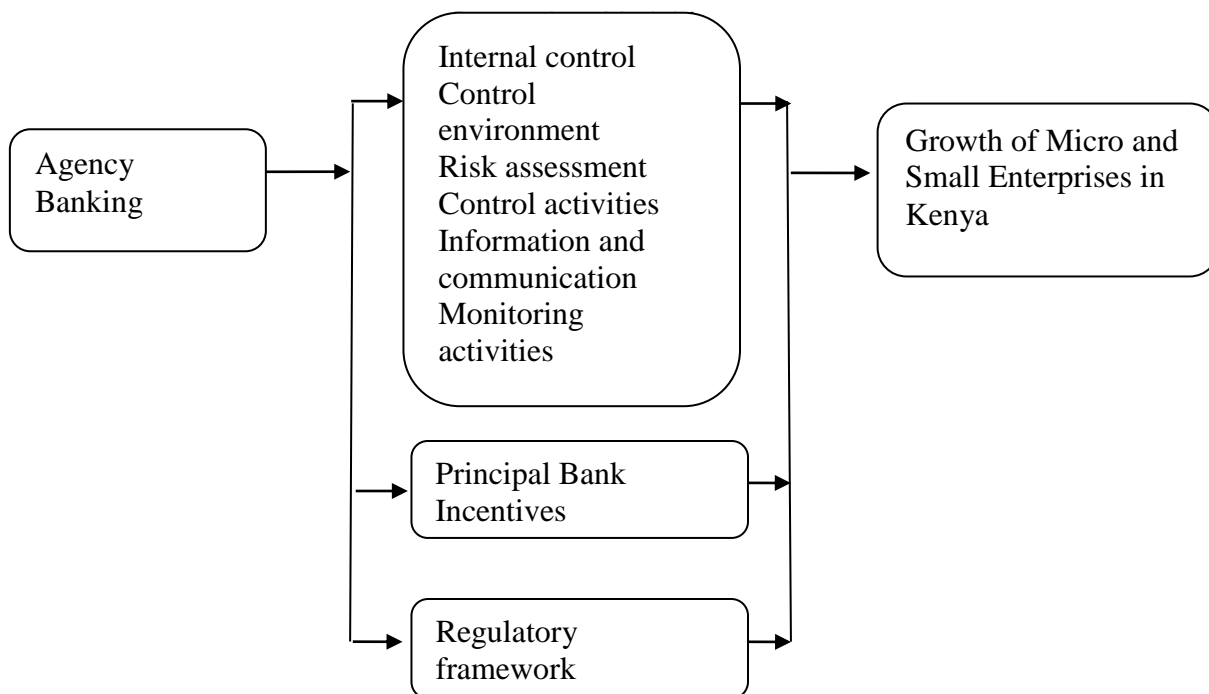 Agency
Banking
Internal control
Control
environment
Risk assessment
Control activities
Information and
communication
Monitoring
activities
Principal Bank
Incentives
Regulatory
framework
Growth of Micro and
Small Enterprises in
Kenya